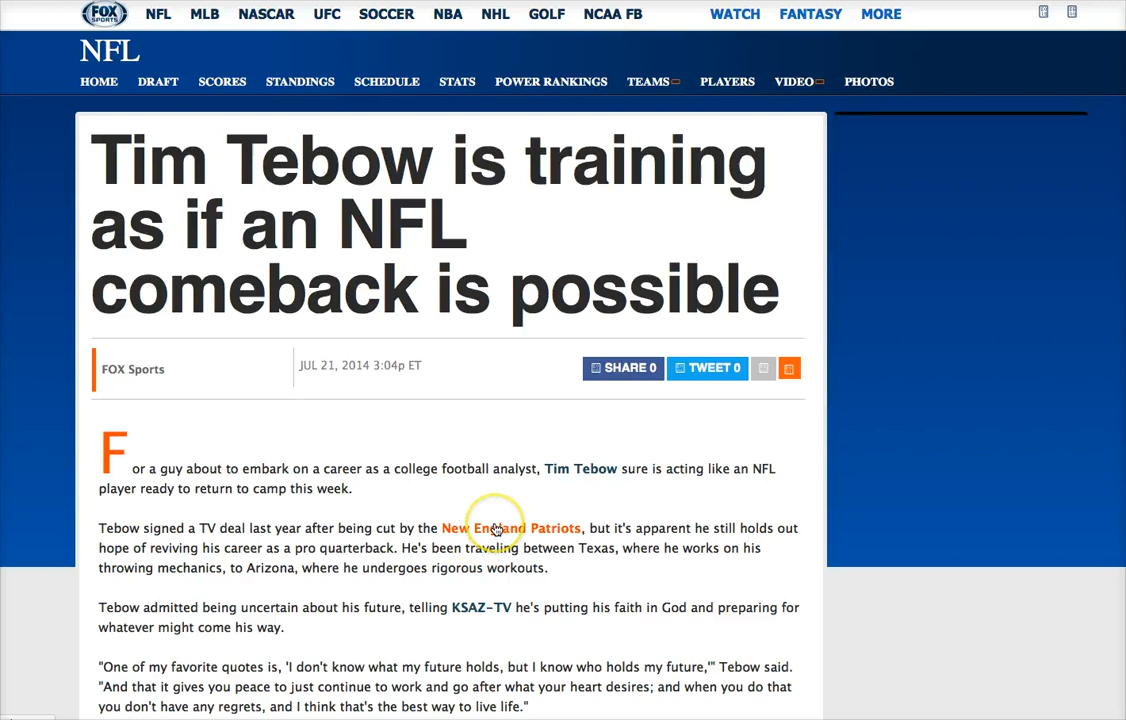 FOX SPORTS NFL MLB NASCAR UFC SOCCER NBA NHL GOLF NCAA FB WATCH FANTASY MORE
NFL
HOME DRAFT SCORES STANDINGS SCHEDULE STATS POWER RANKINGS TEAMS PLAYERS VIDEO PHOTOS
Tim Tebow is training
as if an NFL
comeback is possible
FOX Sports
JUL 21, 2014 3:04p ET
SHARE 0 TWEET 0
For a guy about to embark on a career as a college football analyst, Tim Tebow sure is acting like an NFL
player ready to return to camp this week.
Tebow signed a TV deal last year after being cut by the New England Patriots, but it's apparent he still holds out
hope of reviving his career as a pro quarterback. He's been traveling between Texas, where he works on his
throwing mechanics, to Arizona, where he undergoes rigorous workouts.
Tebow admitted being uncertain about his future, telling KSAZ-TV he's putting his faith in God and preparing for
whatever might come his way.
"One of my favorite quotes is, 'I don't know what my future holds, but I know who holds my future,'" Tebow said.
"And that it gives you peace to just continue to work and go after what your heart desires; and when you do that
you don't have any regrets, and I think that's the best way to live life."